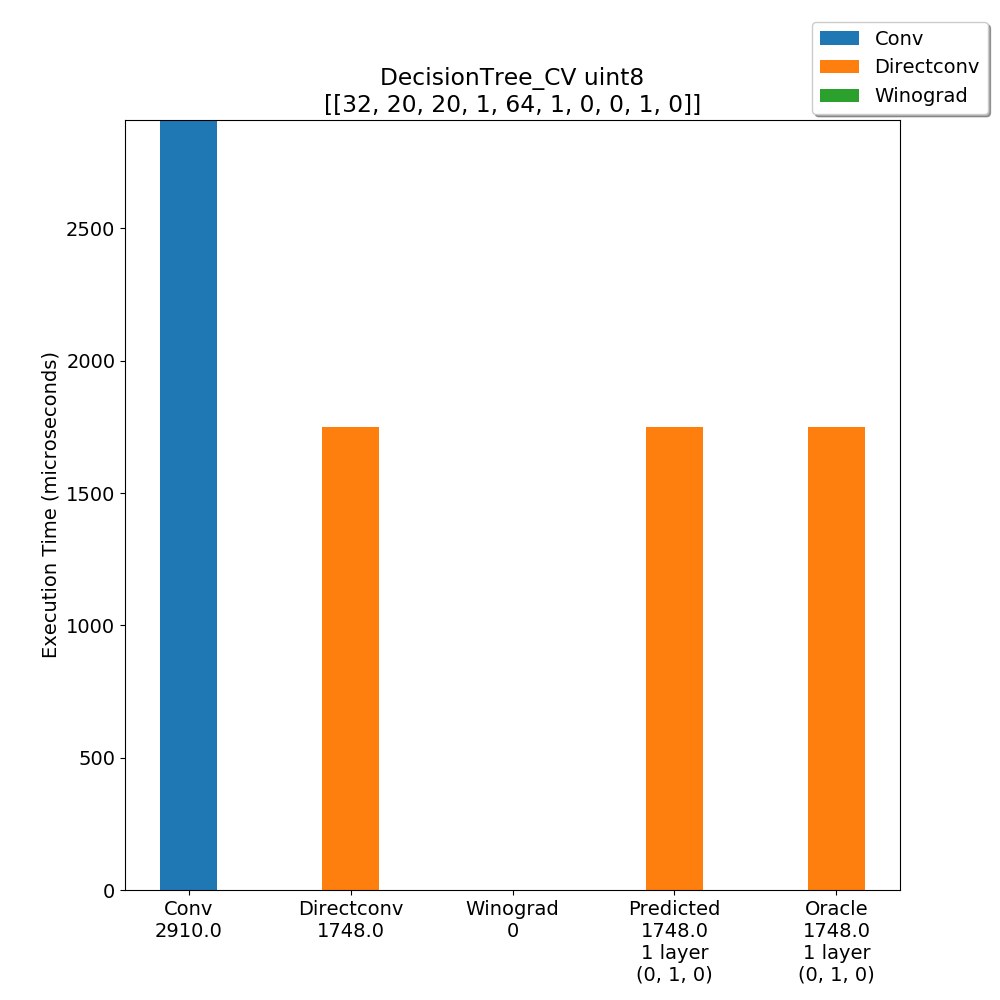 Conv
Directconv
Winograd
DecisionTree_CV uint8
[[32, 20, 20, 1, 64, 1, 0, 0, 1, 0]]
Execution Time (microseconds)
2500
2000
1500
1000
500
0
Conv
2910.0
Directconv
1748.0
Winograd
0
Predicted
1748.0
1 layer
(0, 1, 0)
Oracle
1748.0
1 layer
(0, 1, 0)